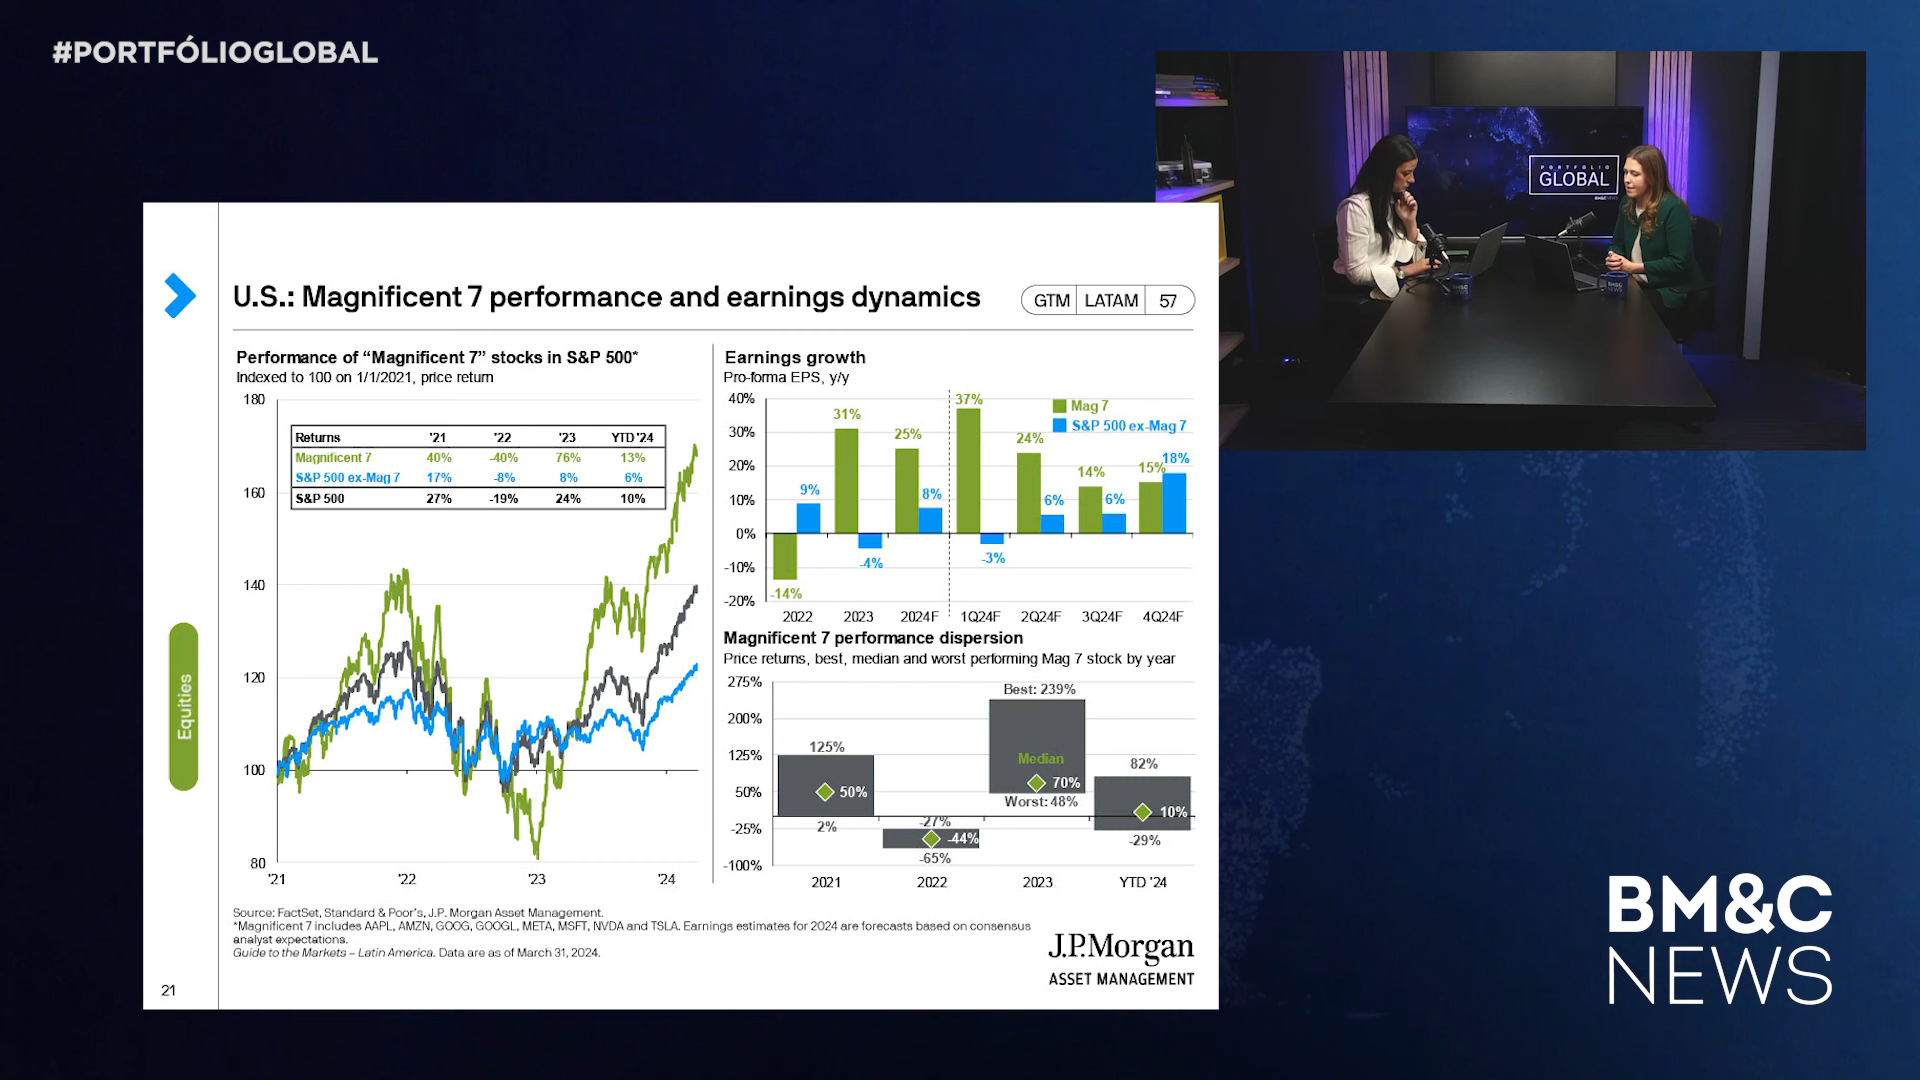 #PORTFÓLIOGLOBAL
PORTFOLIO
GLOBAL
BM&C NEWS
BM&C
NEWS
BM&C
NEWS
U.S.: Magnificent 7 performance and earnings dynamics
GTM LATAM 57
Performance of “Magnificent 7” stocks in S&P 500*
Indexed to 100 on 1/1/2021, price return
180
160
140
120
100
80
Returns '21 '22 '23 YTD '24
Magnificent 7 40% -40% 76% 13%
S&P 500 ex-Mag 7 17% -8% 8% 6%
S&P 500 27% -19% 24% 10%
'21 '22 '23 '24
Earnings growth
Pro-forma EPS, y/y
40%
30%
20%
10%
0%
-10%
-20%
Mag 7
S&P 500 ex-Mag 7
-14% 9% 31% -4% 25% 8% 37% -3% 24% 6% 14% 6% 15% 18%
2022 2023 2024F 1Q24F 2Q24F 3Q24F 4Q24F
Magnificent 7 performance dispersion
Price returns, best, median and worst performing Mag 7 stock by year
275%
200%
125%
50%
-25%
-100%
125%
50%
2%
-27%
-44%
-65%
Best: 239%
Median
70%
Worst: 48%
82%
10%
-29%
2021 2022 2023 YTD '24
Equities
Source: FactSet, Standard & Poor's, J.P. Morgan Asset Management.
*Magnificent 7 includes AAPL, AMZN, GOOG, GOOGL, META, MSFT, NVDA and TSLA. Earnings estimates for 2024 are forecasts based on consensus
analyst expectations.
Guide to the Markets – Latin America. Data are as of March 31, 2024.
J.P.Morgan
ASSET MANAGEMENT
21
BM&C
NEWS